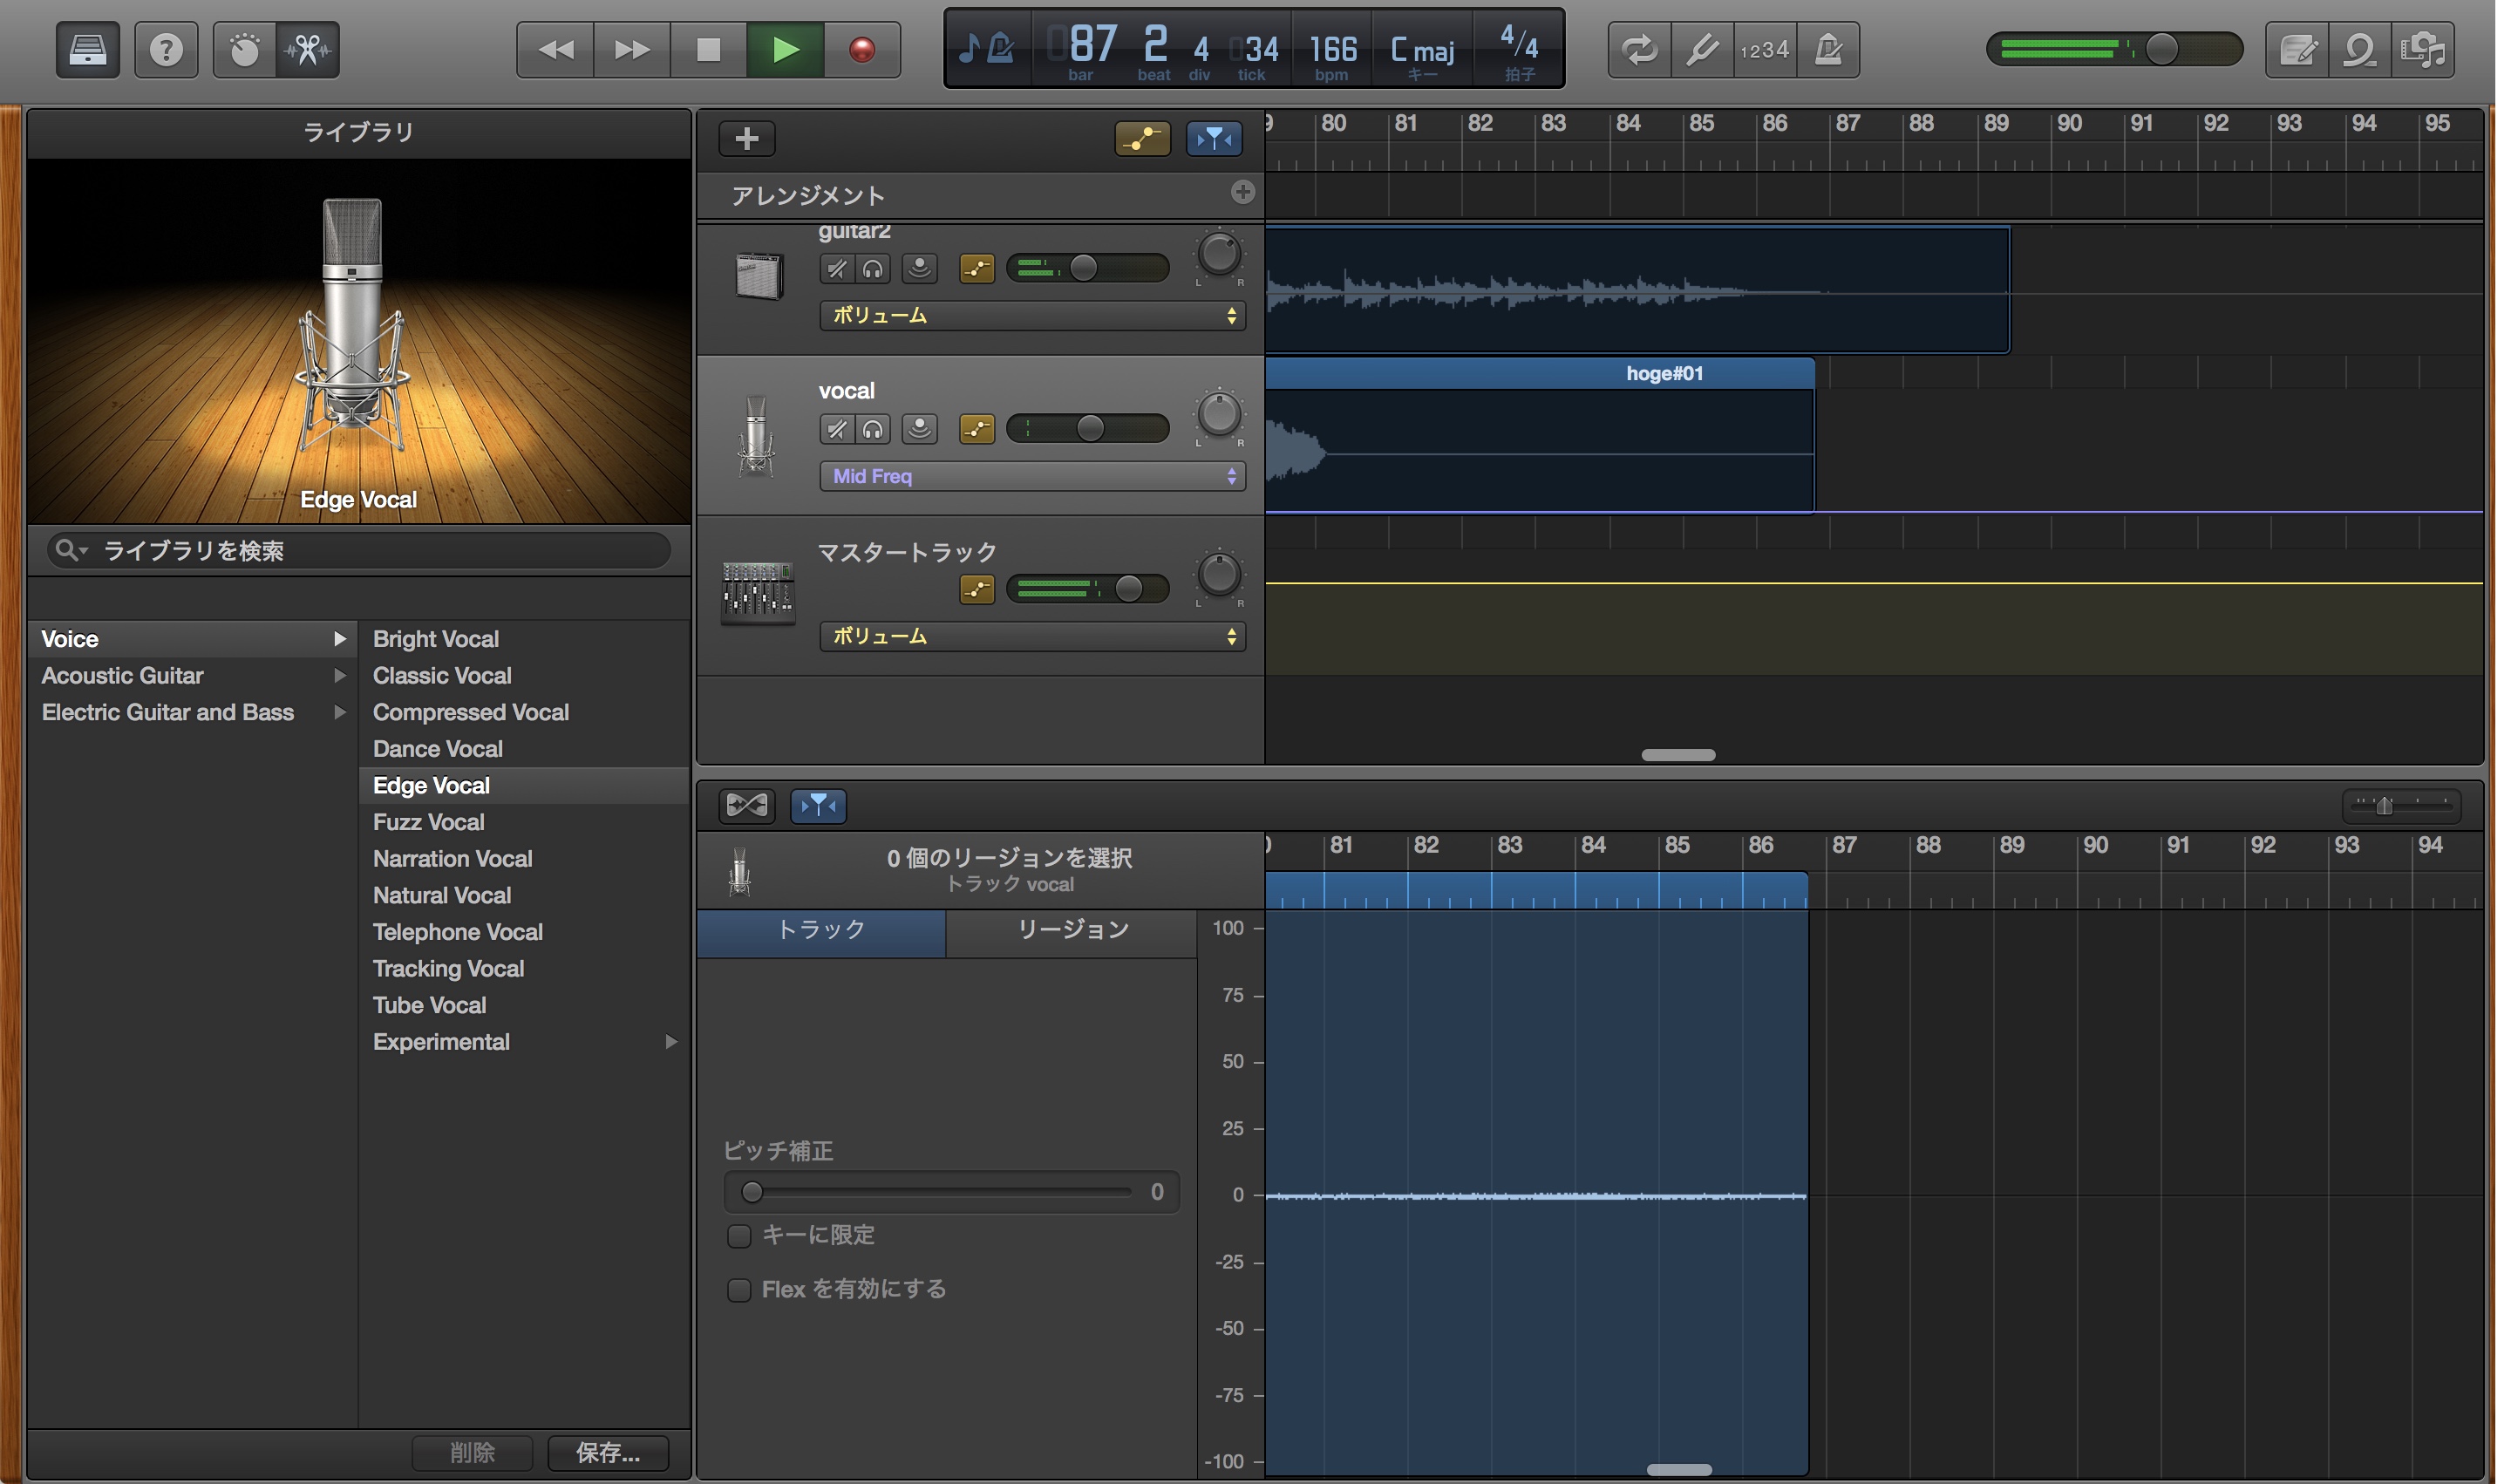 1234
87 2 4 034 166 C maj 4/4
bar beat div tick bpm キー 拍子
ライブラリ
Edge Vocal
ライブラリを検索
Voice
Acoustic Guitar
Electric Guitar and Bass
Bright Vocal
Classic Vocal
Compressed Vocal
Dance Vocal
Edge Vocal
Fuzz Vocal
Narration Vocal
Natural Vocal
Telephone Vocal
Tracking Vocal
Tube Vocal
Experimental
削除 保存...
80 81 82 83 84 85 86 87 88 89 90 91 92 93 94 95
アレンジメント
guitar2
L R
ボリューム
vocal
L R
Mid Freq
hoge#01
マスタートラック
L R
ボリューム
0 個のリージョンを選択
トラック vocal
81 82 83 84 85 86 87 88 89 90 91 92 93 94
トラック リージョン
ピッチ補正
0
キーに限定
Flex を有効にする
100
75
50
25
0
-25
-50
-75
-100